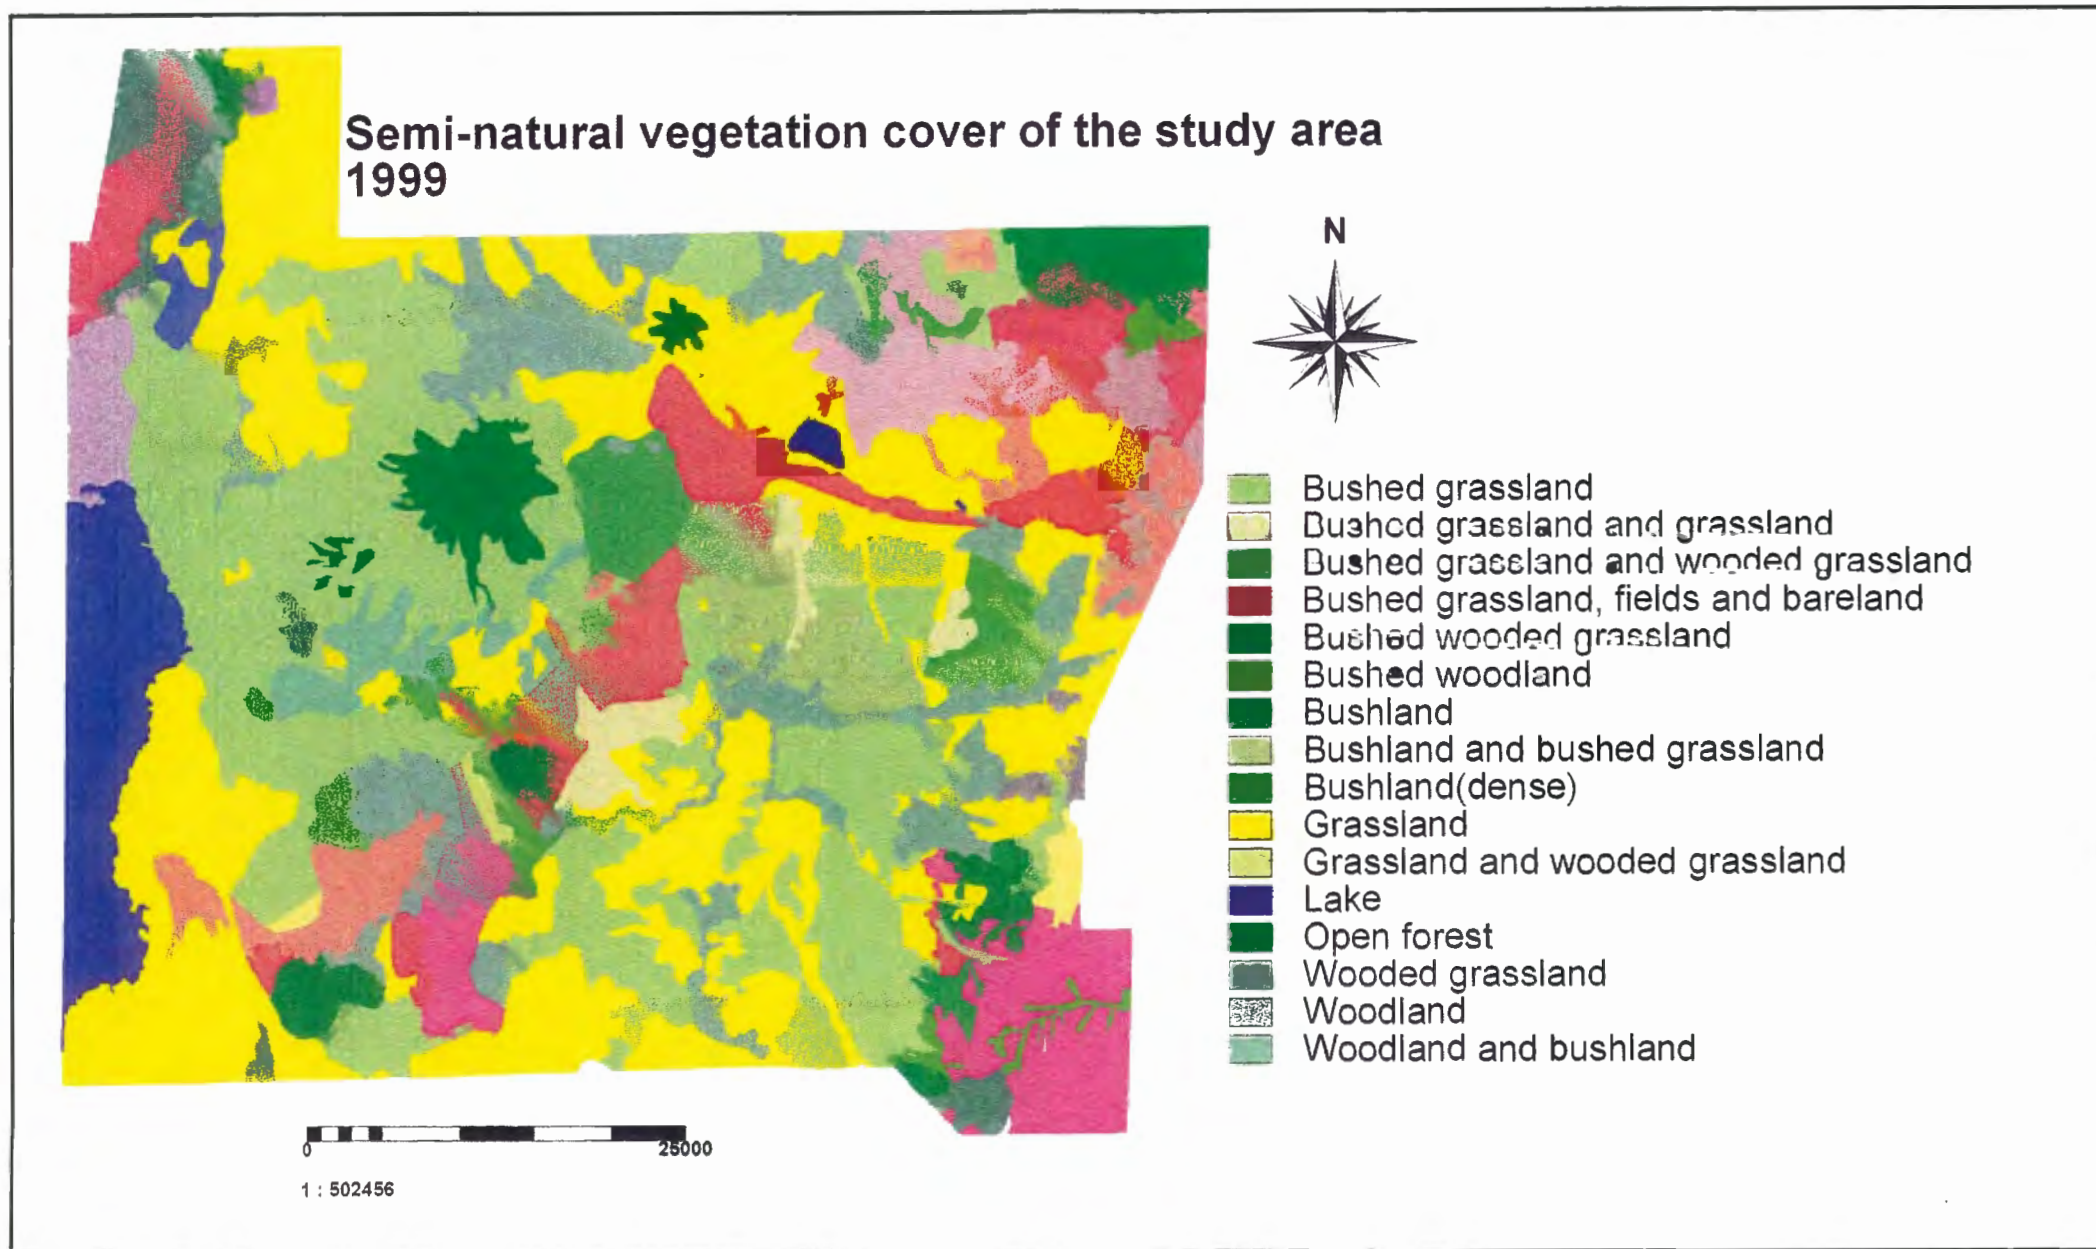 Semi-natural vegetation cover of the study area
1999
N
Bushed grassland
Bushed grassland and grassland
Bushed grassland and wooded grassland
Bushed grassland, fields and bareland
Bushed wooded grassland
Bushed woodland
Bushland
Bushland and bushed grassland
Bushland(dense)
Grassland
Grassland and wooded grassland
Lake
Open forest
Wooded grassland
Woodland
Woodland and bushland
0 25000
1 : 502456